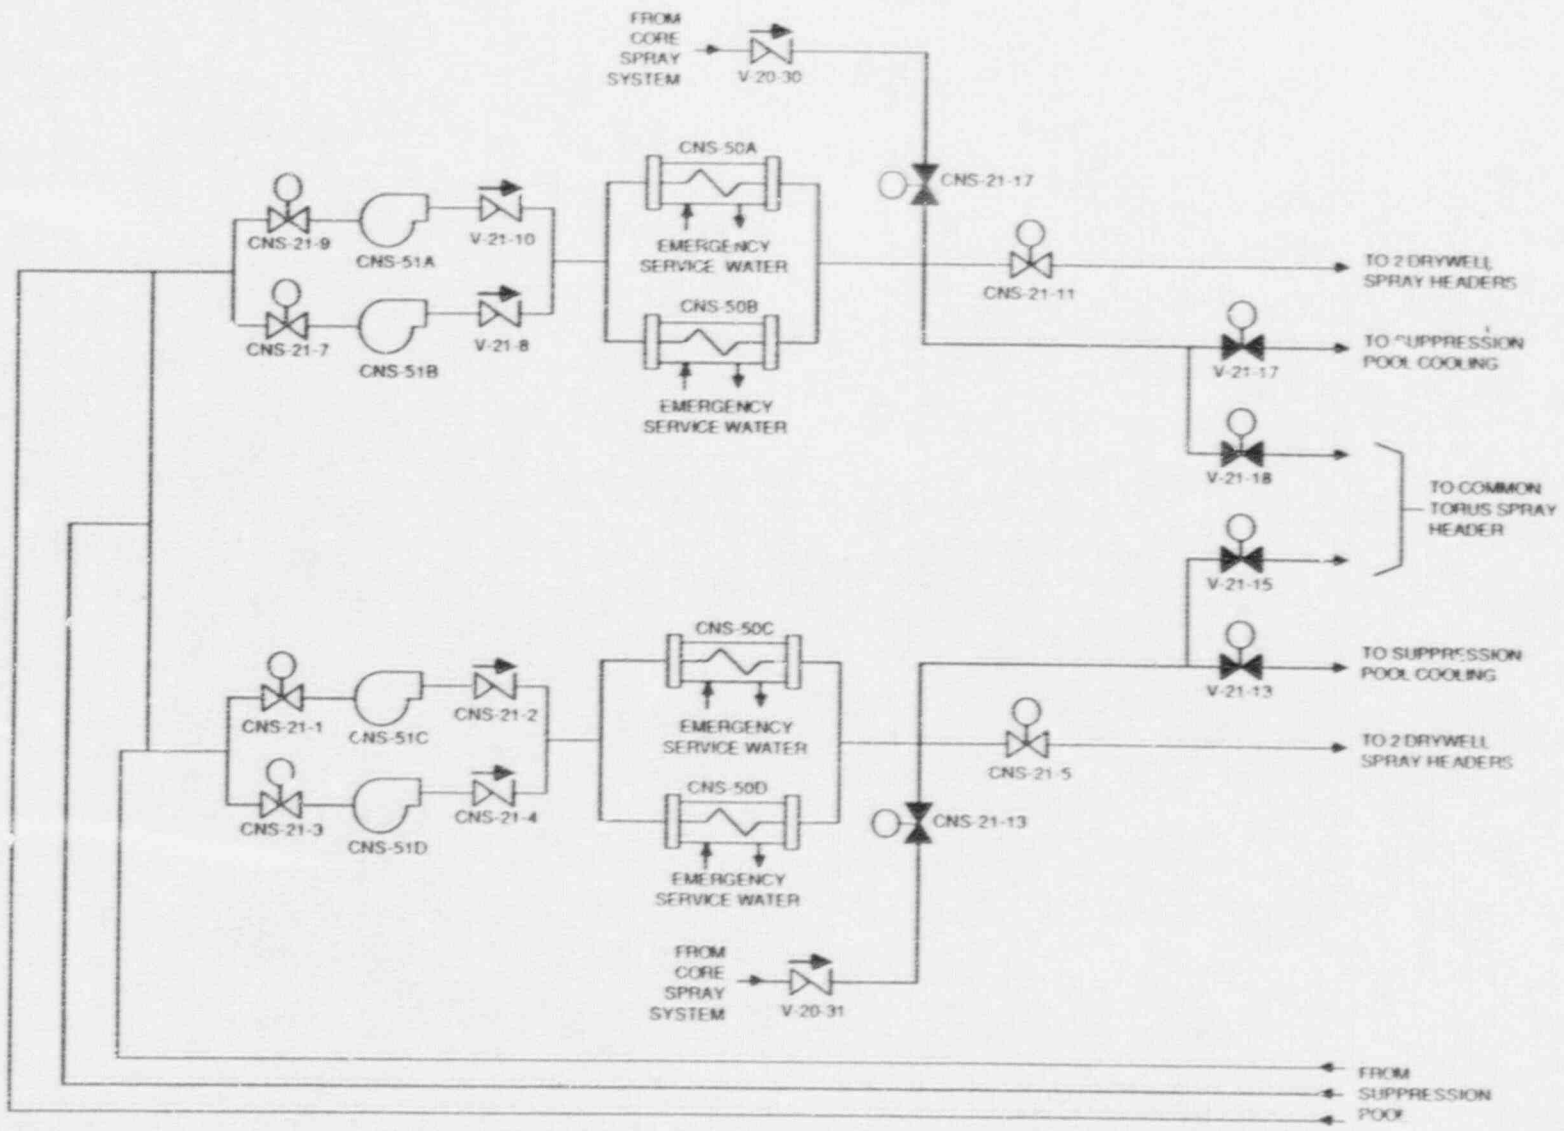 FROM
CORE
SPRAY
SYSTEM
V-20-30
CNS-50A
CNS-21-17
CNS-21-9
CNS-51A
V-21-10
EMERGENCY
SERVICE WATER
CNS-21-11
TO 2 DRYWELL
SPRAY HEADERS
CNS-50B
CNS-21-7
CNS-51B
V-21-8
EMERGENCY
SERVICE WATER
V-21-17
TO SUPPRESSION
POOL COOLING
V-21-18
TO COMMON
TORUS SPRAY
HEADER
V-21-15
CNS-50C
CNS-21-1
CNS-51C
CNS-21-2
EMERGENCY
SERVICE WATER
V-21-13
TO SUPPRESSION
POOL COOLING
CNS-21-5
TO 2 DRYWELL
SPRAY HEADERS
CNS-50D
CNS-21-3
CNS-51D
CNS-21-4
CNS-21-13
EMERGENCY
SERVICE WATER
FROM
CORE
SPRAY
SYSTEM
V-20-31
FROM
SUPPRESSION
POOL